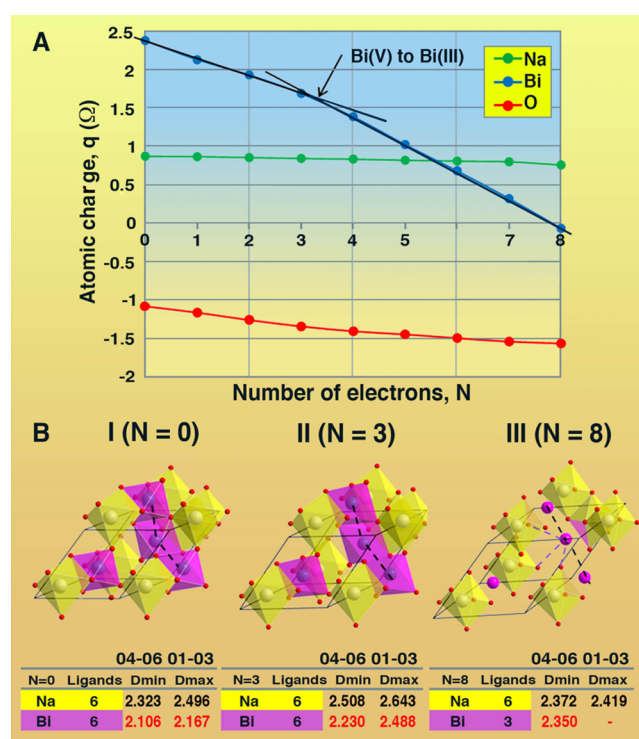 A
2.5
2
1.5
1
0.5
0
-0.5
-1
-1.5
-2
Atomic charge, q (Ω)
Bi(V) to Bi(III)
Na
Bi
O
0 1 2 3 4 5 6 7 8
Number of electrons, N
B I (N = 0) II (N = 3) III (N = 8)
04-06 01-03 04-06 01-03 04-06 01-03
N=0 Ligands Dmin Dmax N=3 Ligands Dmin Dmax N=8 Ligands Dmin Dmax
Na 6 2.323 2.496 Na 6 2.508 2.643 Na 6 2.372 2.419
Bi 6 2.106 2.167 Bi 6 2.230 2.488 Bi 3 2.350 -